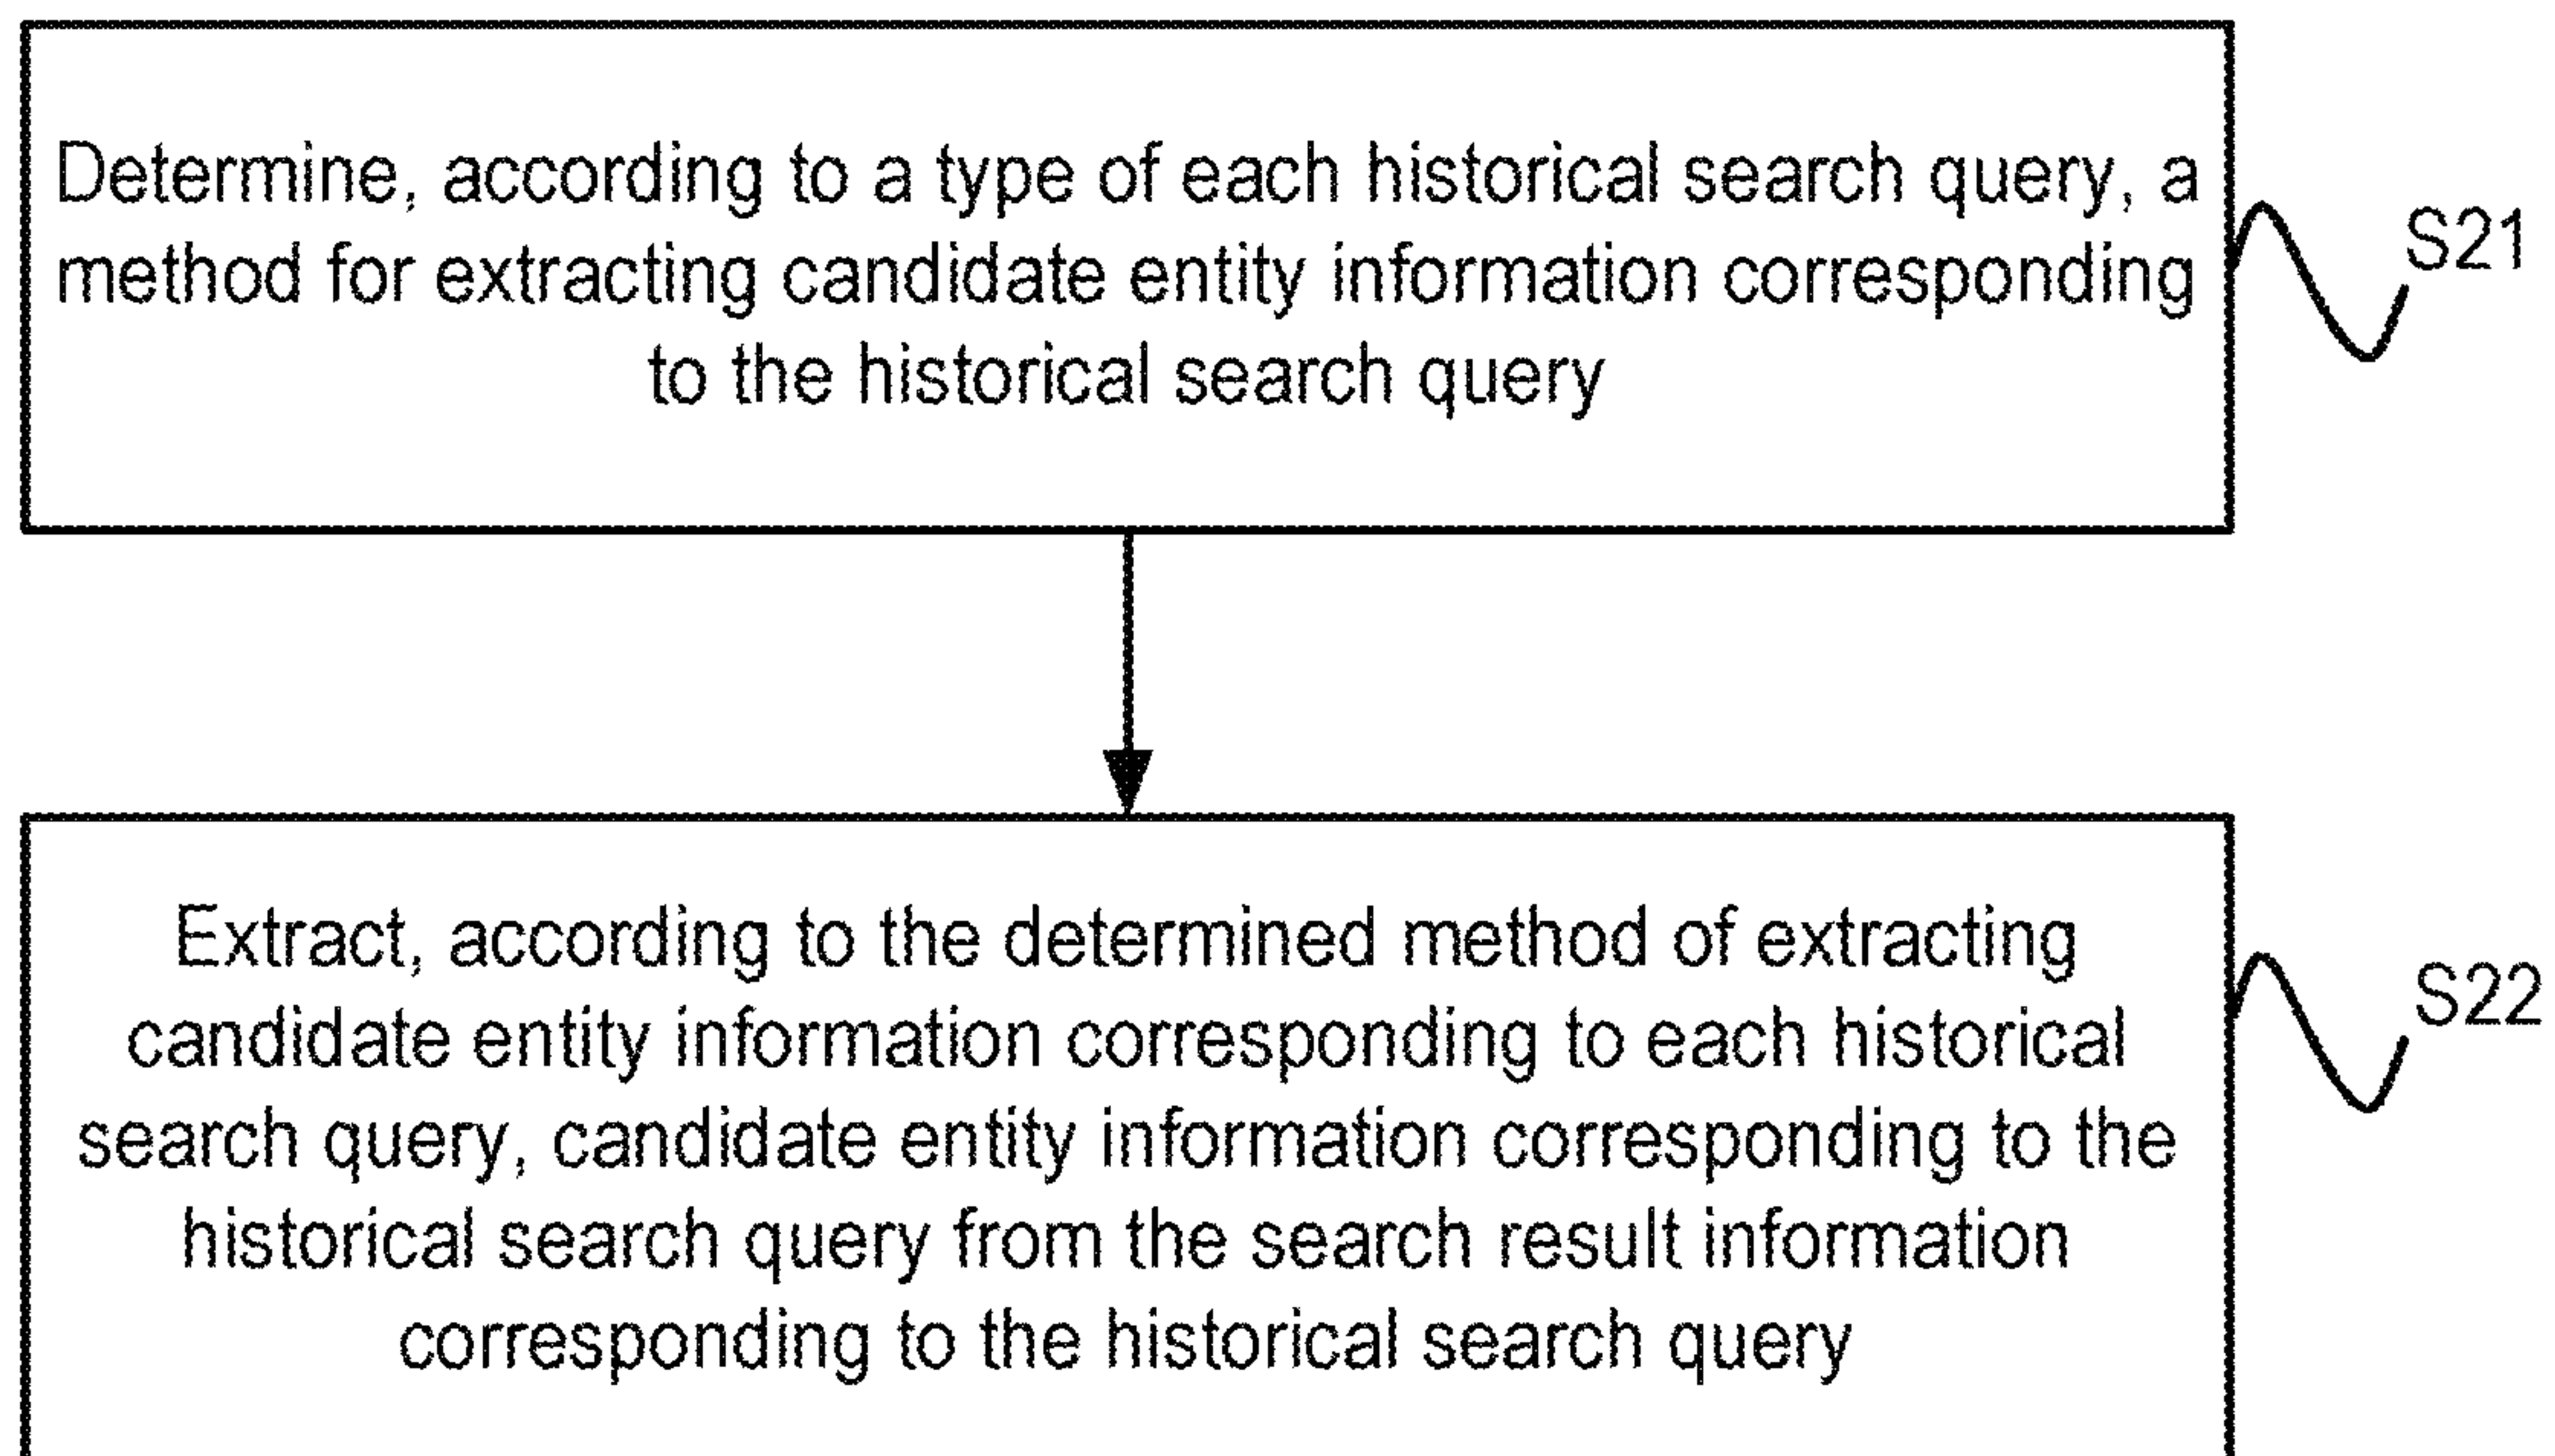 Determine, according to a type of each historical search query, a
method for extracting candidate entity information corresponding
to the historical search query
S21
Extract, according to the determined method of extracting
candidate entity information corresponding to each historical
search query, candidate entity information corresponding to the
historical search query from the search result information
corresponding to the historical search query
S22